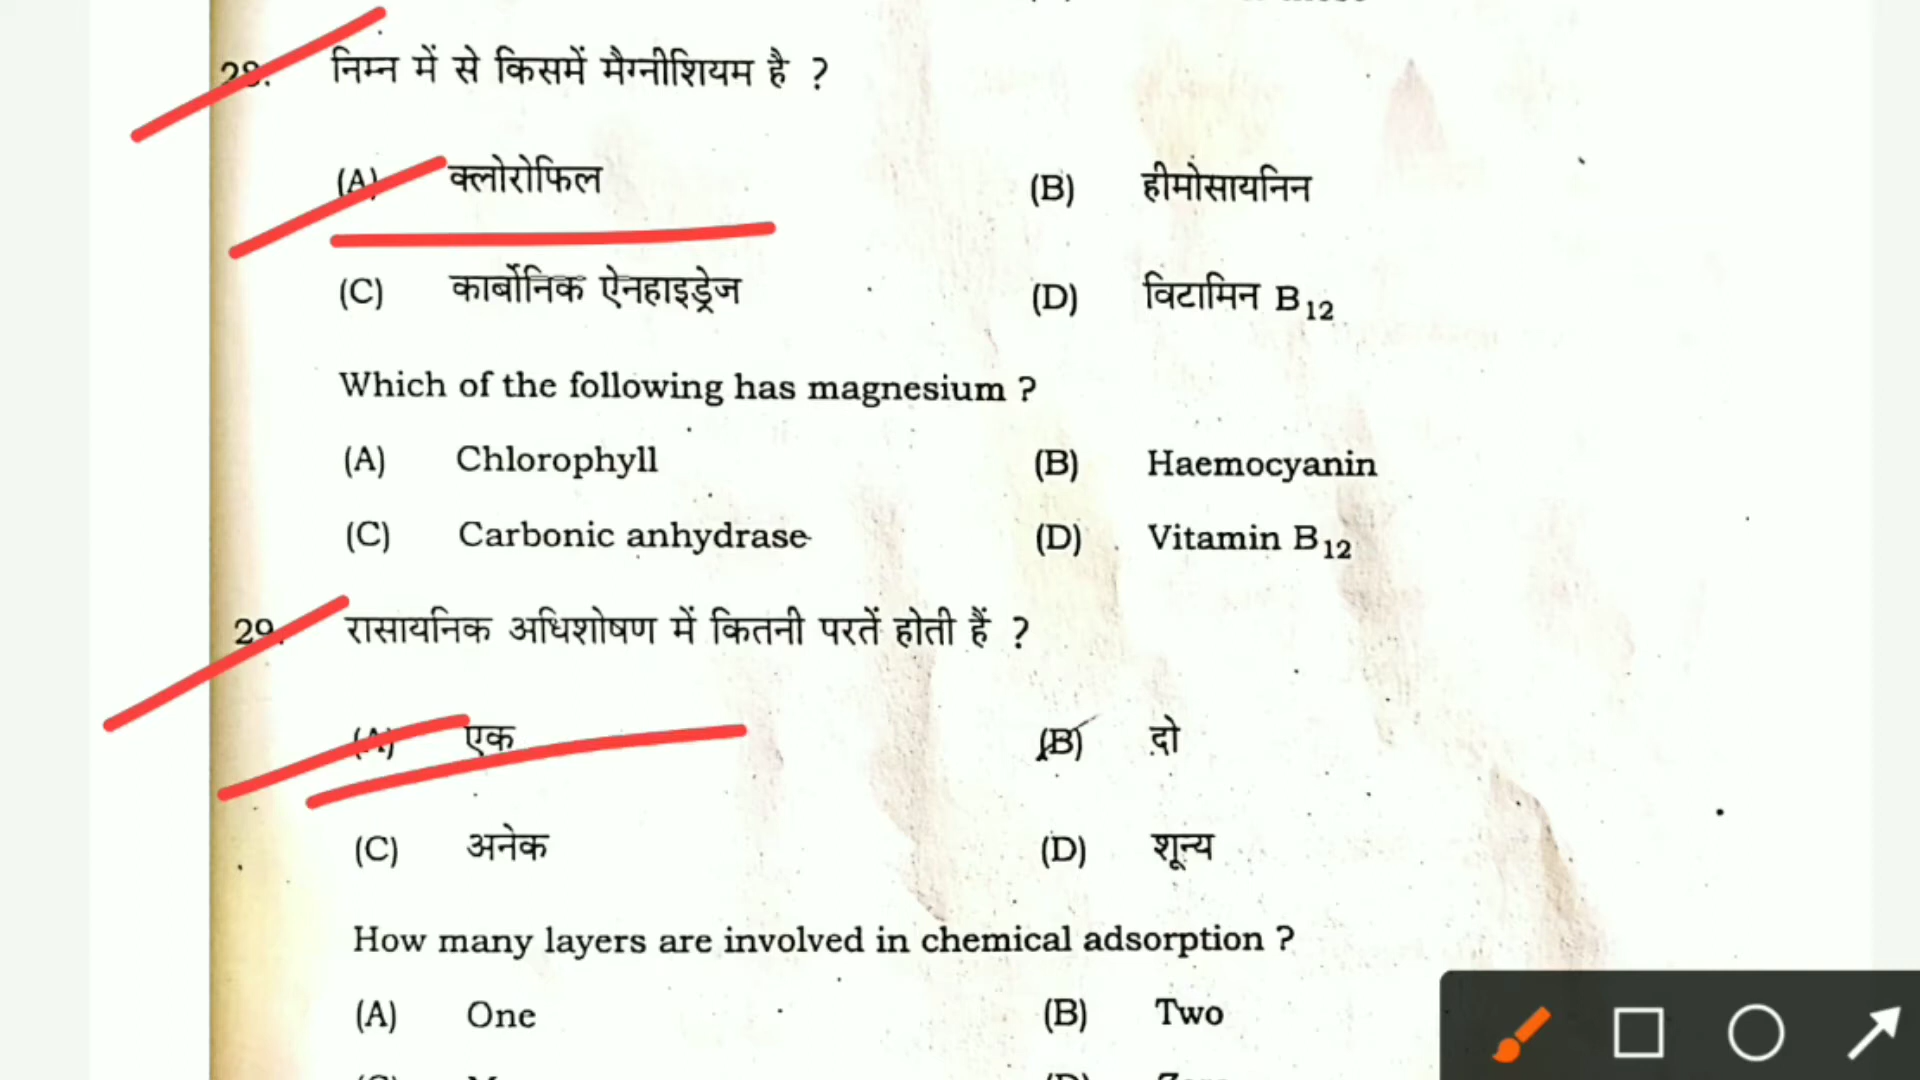 28. निम्न में से किसमें मैग्नीशियम है ?
(A) क्लोरोफिल (B) हीमोसायनिन
(C) कार्बोनिक ऐनहाइड्रेज (D) विटामिन B12
Which of the following has magnesium ?
(A) Chlorophyll (B) Haemocyanin
(C) Carbonic anhydrase (D) Vitamin B12
29. रासायनिक अधिशोषण में कितनी परतें होती हैं ?
(A) एक (B) दो
(C) अनेक (D) शून्य
How many layers are involved in chemical adsorption ?
(A) One (B) Two